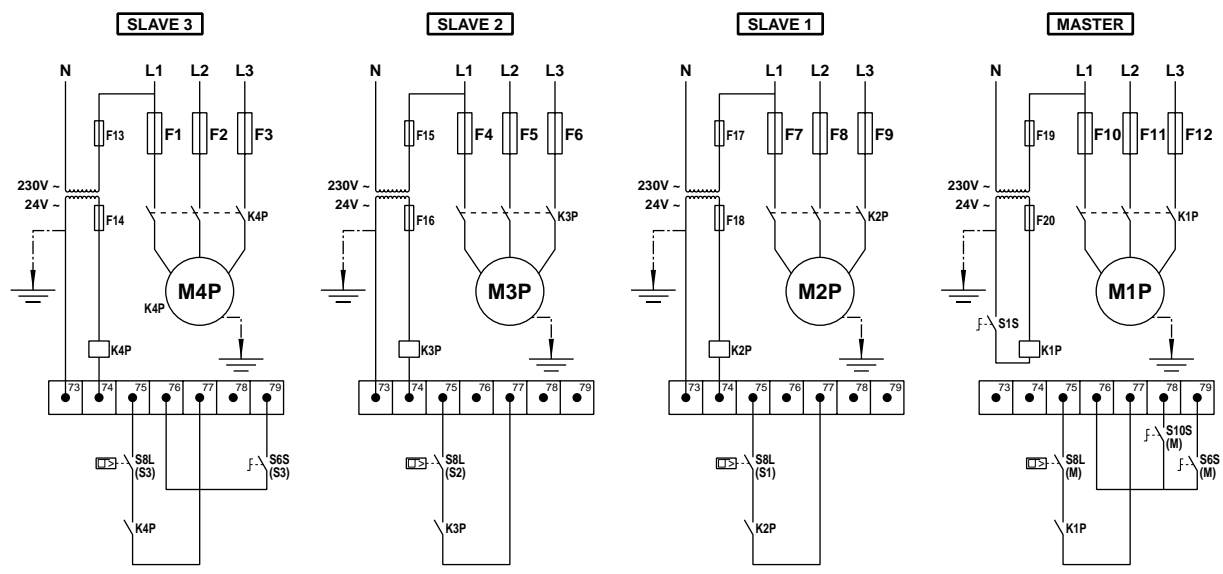 SLAVE 3
N L1 L2 L3
F13 F1 F2 F3
230V ~
24V ~
F14
K4P
M4P
K4P
K4P
73 74 75 76 77 78 79
S8L
(S3)
S6S
(S3)
K4P
SLAVE 2
N L1 L2 L3
F15 F4 F5 F6
230V ~
24V ~
F16
K3P
M3P
K3P
73 74 75 76 77 78 79
S8L
(S2)
K3P
SLAVE 1
N L1 L2 L3
F17 F7 F8 F9
230V ~
24V ~
F18
K2P
M2P
K2P
73 74 75 76 77 78 79
S8L
(S1)
K2P
MASTER
N L1 L2 L3
F19 F10 F11 F12
230V ~
24V ~
F20
K1P
M1P
S1S
K1P
73 74 75 76 77 78 79
S10S
(M)
S8L
(M)
S6S
(M)
K1P